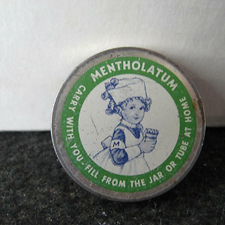 MENTHOLATUM
CARRY WITH YOU - FILL FROM THE JAR OR TUBE AT HOME
M